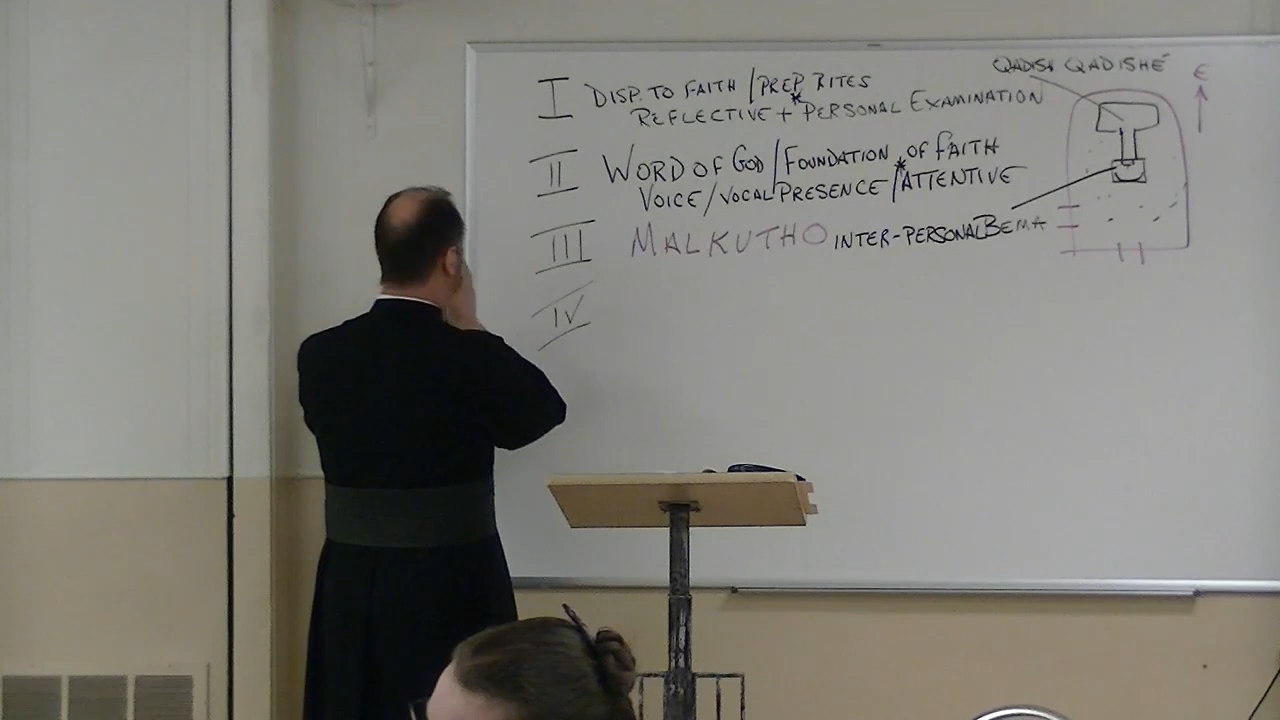 I DISP. TO FAITH / PREP RITES
REFLECTIVE + * PERSONAL EXAMINATION
II WORD OF GOD / FOUNDATION OF FAITH
VOICE / VOCAL PRESENCE / * ATTENTIVE
III MALKUTHO INTER-PERSONAL
IV
QADISH QADISHÉ
E
BEMA